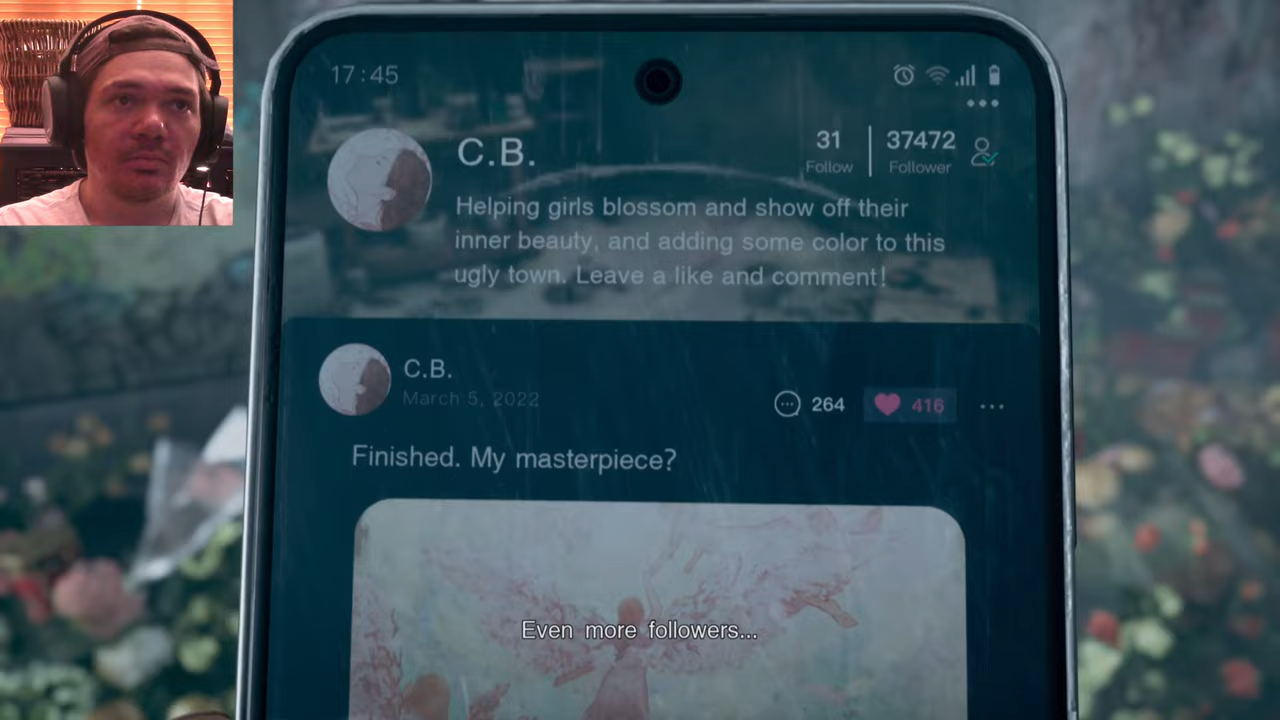 17:45
C.B.
31
37472
Follow
Follower
Helping girls blossom and show off their
inner beauty, and adding some color to this
ugly town. Leave a like and comment!
C.B.
March 5, 2022
264
416
Finished. My masterpiece?
Even more followers...